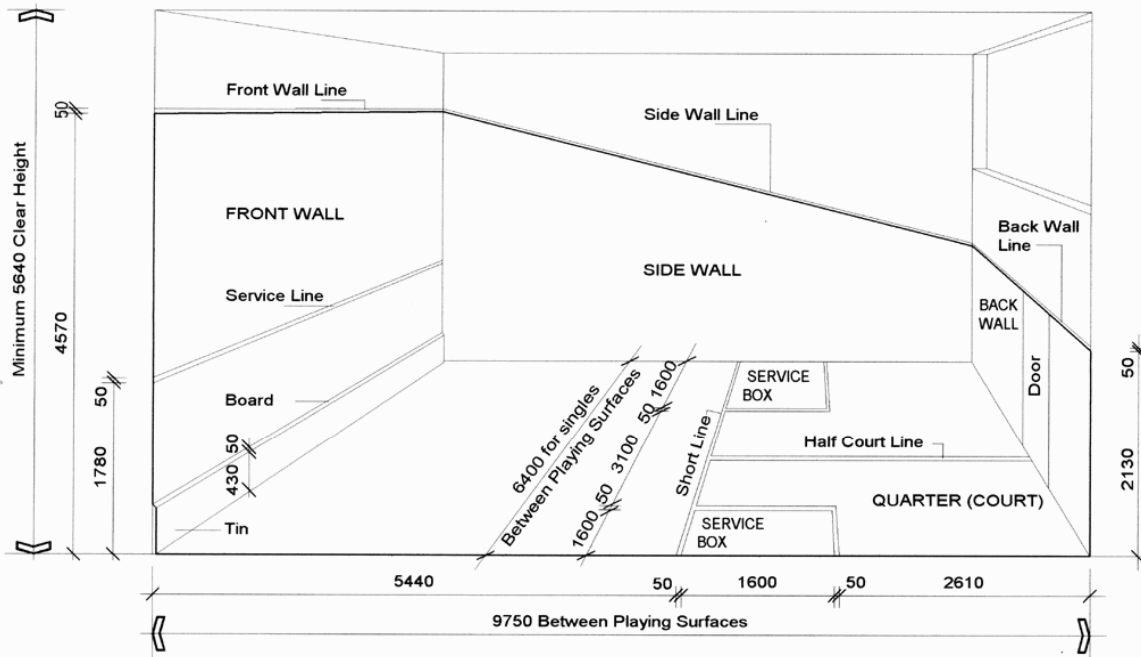 Minimum 5640 Clear Height
50
4570
50
1780
Front Wall Line
FRONT WALL
Service Line
Board
50
430
Tin
Side Wall Line
SIDE WALL
6400 for singles
Between Playing Surfaces
1600
50
3100
50
1600
Short Line
SERVICE
BOX
Half Court Line
QUARTER (COURT)
SERVICE
BOX
Back Wall
Line
BACK
WALL
Door
50
2130
5440
50
1600
50
2610
9750 Between Playing Surfaces